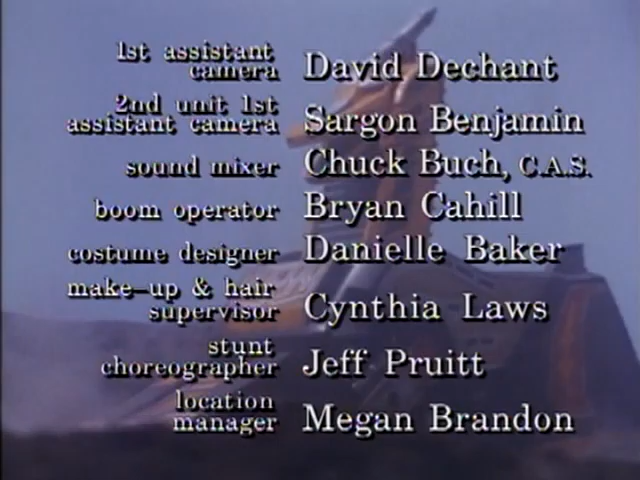 1st assistant
camera David Dechant
2nd unit 1st
assistant camera Sargon Benjamin
sound mixer Chuck Buch, C.A.S.
boom operator Bryan Cahill
costume designer Danielle Baker
make-up & hair
supervisor Cynthia Laws
stunt
choreographer Jeff Pruitt
location
manager Megan Brandon